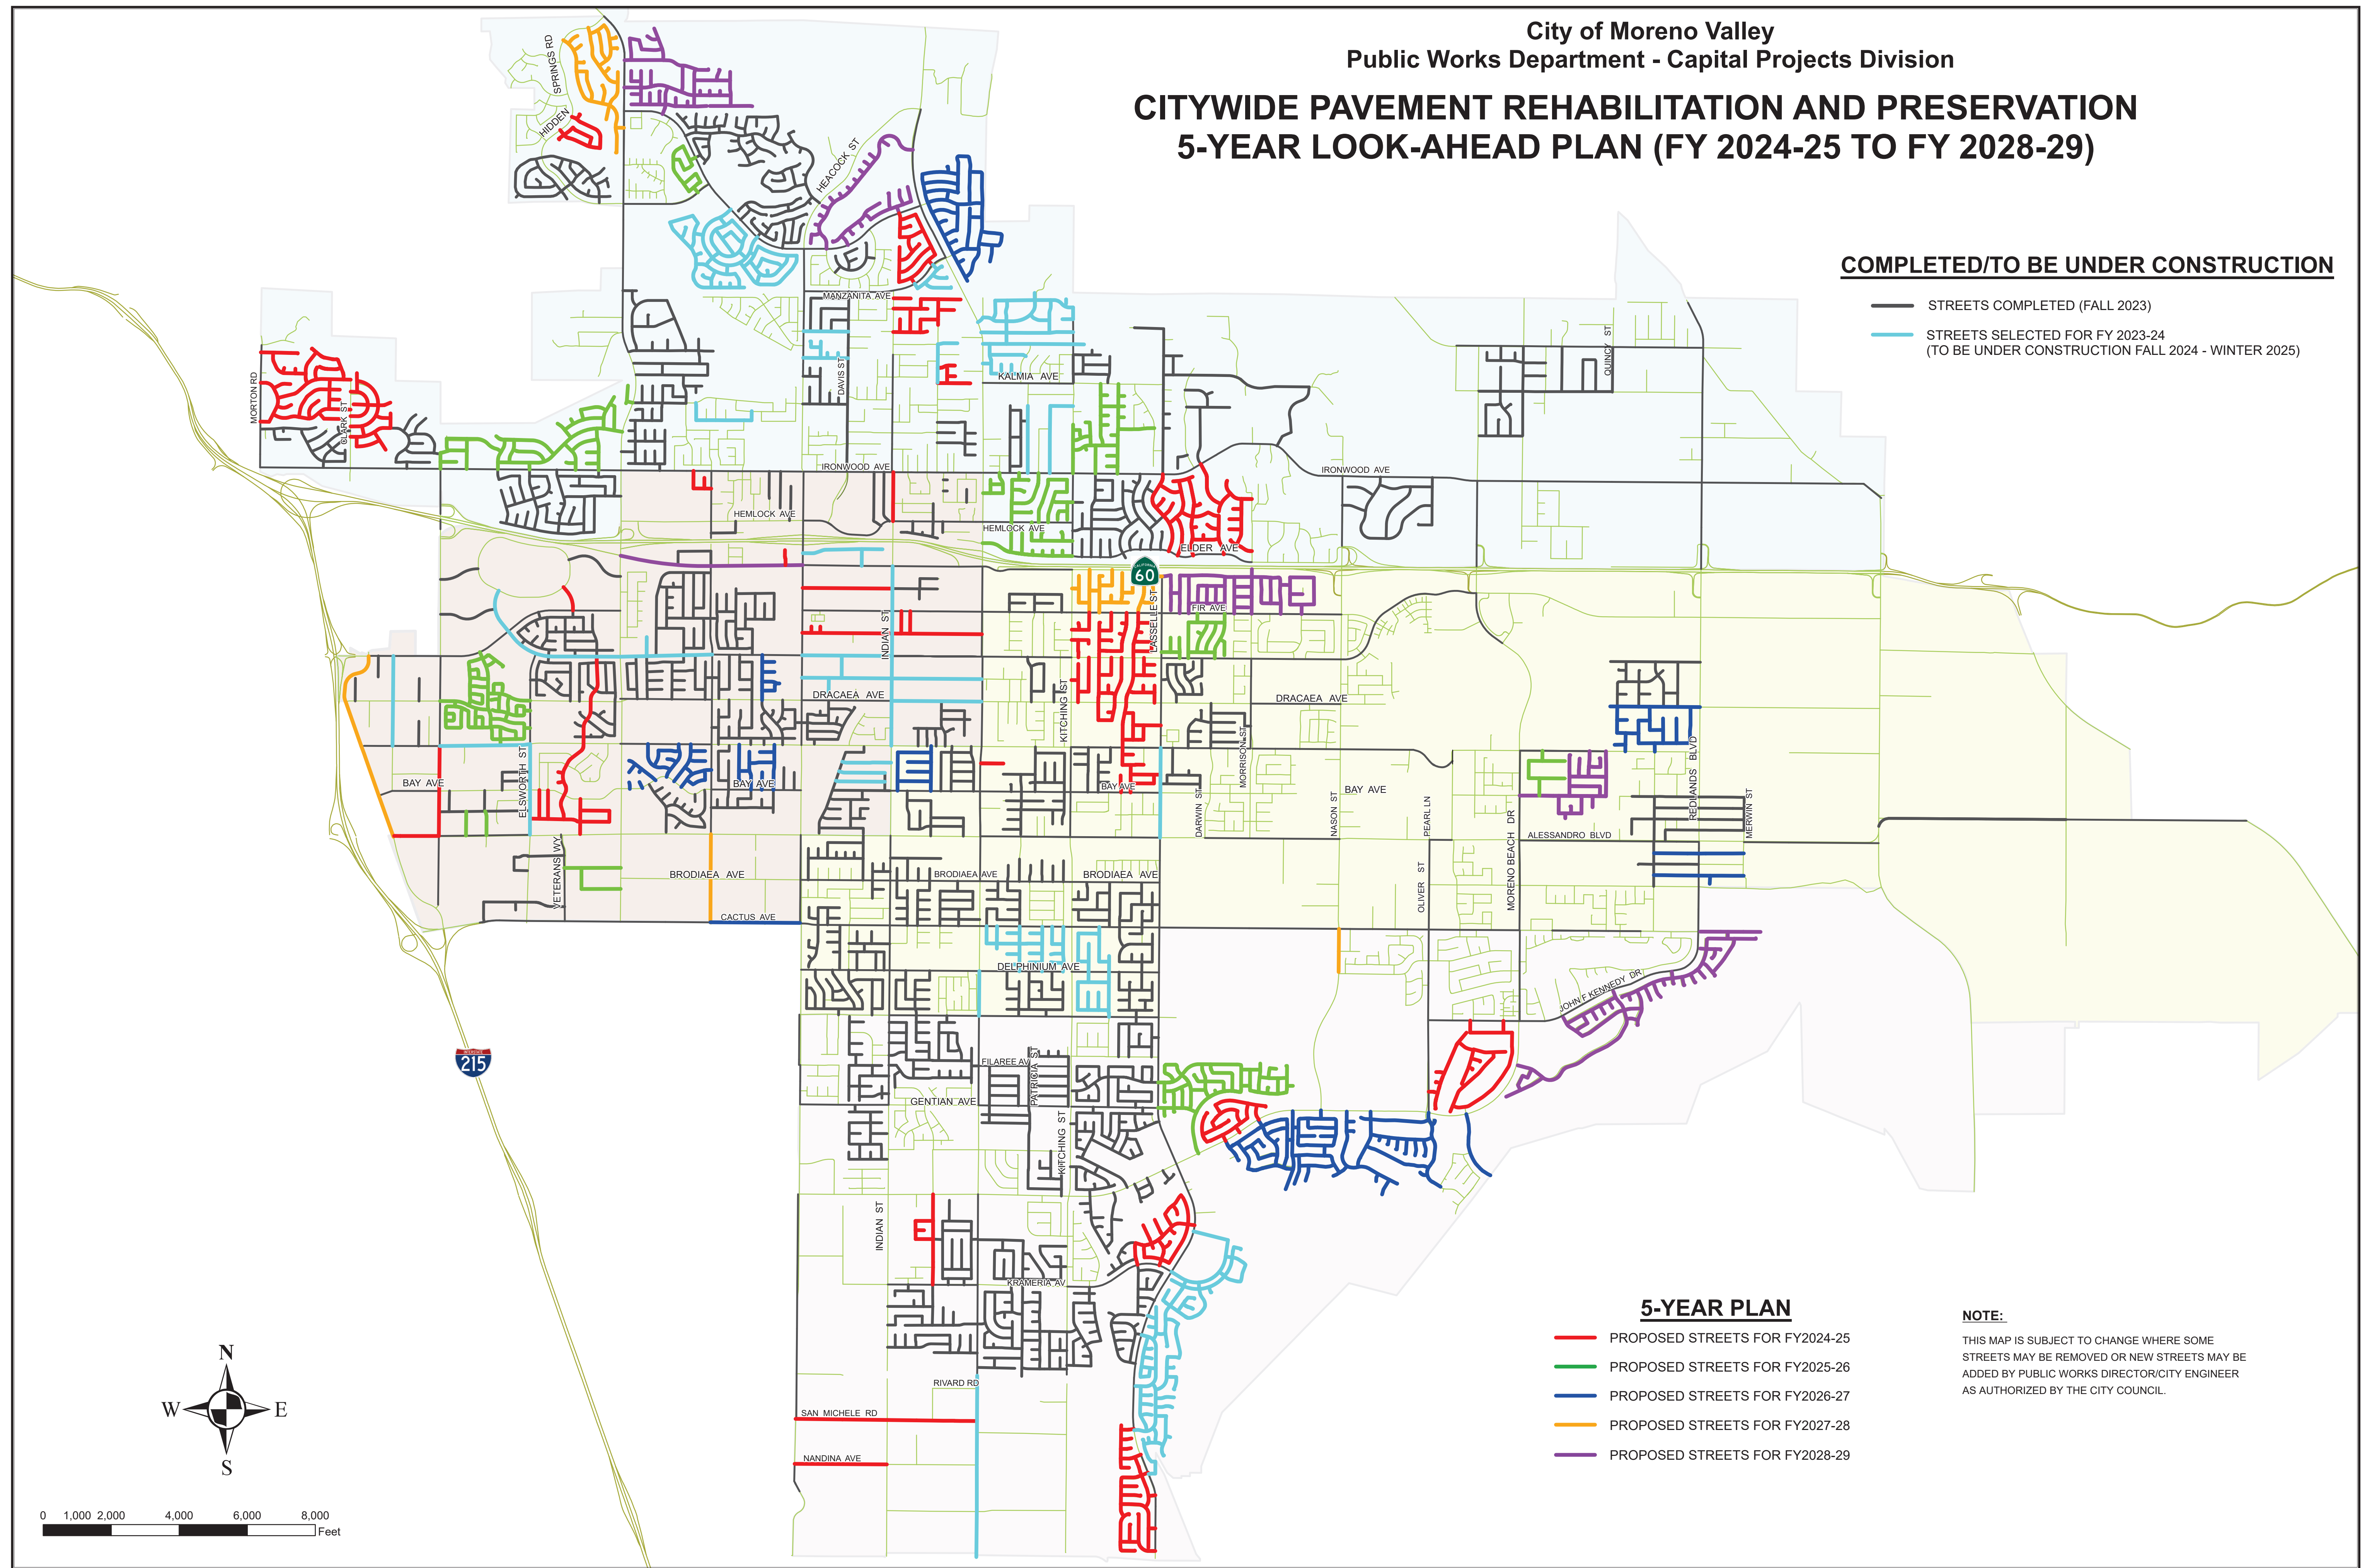 City of Moreno Valley
Public Works Department - Capital Projects Division
CITYWIDE PAVEMENT REHABILITATION AND PRESERVATION
5-YEAR LOOK-AHEAD PLAN (FY 2024-25 TO FY 2028-29)
COMPLETED/TO BE UNDER CONSTRUCTION
STREETS COMPLETED (FALL 2023)
STREETS SELECTED FOR FY 2023-24
(TO BE UNDER CONSTRUCTION FALL 2024 - WINTER 2025)
HIDDEN SPRINGS RD
HEACOCK ST
MANZANITA AVE
DAVIS ST
KALMIA AVE
QUINCY ST
MORTON RD
CLARK ST
IRONWOOD AVE
IRONWOOD AVE
HEMLOCK AVE
HEMLOCK AVE
ELDER AVE
CALIFORNIA
60
FIR AVE
INDIAN ST
LASSELLE ST
DRACAEA AVE
KITCHING ST
DRACAEA AVE
MORRISON ST
REDLANDS BLVD
BAY AVE
ELSWORTH ST
BAY AVE
BAY AVE
BAY AVE
DARWIN ST
NASON ST
PEARL LN
MORENO BEACH DR
ALESSANDRO BLVD
MERWIN ST
VETERANS WY
BRODIAEA AVE
BRODIAEA AVE
BRODIAEA AVE
OLIVER ST
CACTUS AVE
DELPHINIUM AVE
JOHN F KENNEDY DR
INTERSTATE
215
FILAREE AV
PATRICIA ST
GENTIAN AVE
KITCHING ST
INDIAN ST
KRAMERIA AV
RIVARD RD
SAN MICHELE RD
NANDINA AVE
5-YEAR PLAN
PROPOSED STREETS FOR FY2024-25
PROPOSED STREETS FOR FY2025-26
PROPOSED STREETS FOR FY2026-27
PROPOSED STREETS FOR FY2027-28
PROPOSED STREETS FOR FY2028-29
NOTE:
THIS MAP IS SUBJECT TO CHANGE WHERE SOME
STREETS MAY BE REMOVED OR NEW STREETS MAY BE
ADDED BY PUBLIC WORKS DIRECTOR/CITY ENGINEER
AS AUTHORIZED BY THE CITY COUNCIL.
N
W E
S
0 1,000 2,000 4,000 6,000 8,000
Feet